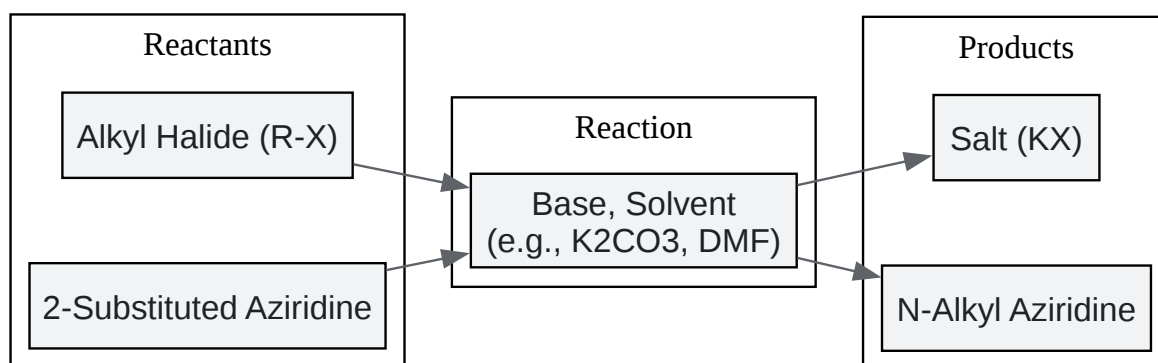 Reactants
Alkyl Halide (R-X)
2-Substituted Aziridine
Reaction
Base, Solvent
(e.g., K2CO3, DMF)
Products
Salt (KX)
N-Alkyl Aziridine